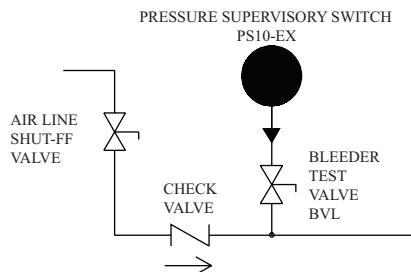 PRESSURE SUPERVISORY SWITCH
PS10-EX
AIR LINE
SHUT-FF
VALVE
BLEEDER
TEST
VALVE
BVL
CHECK
VALVE